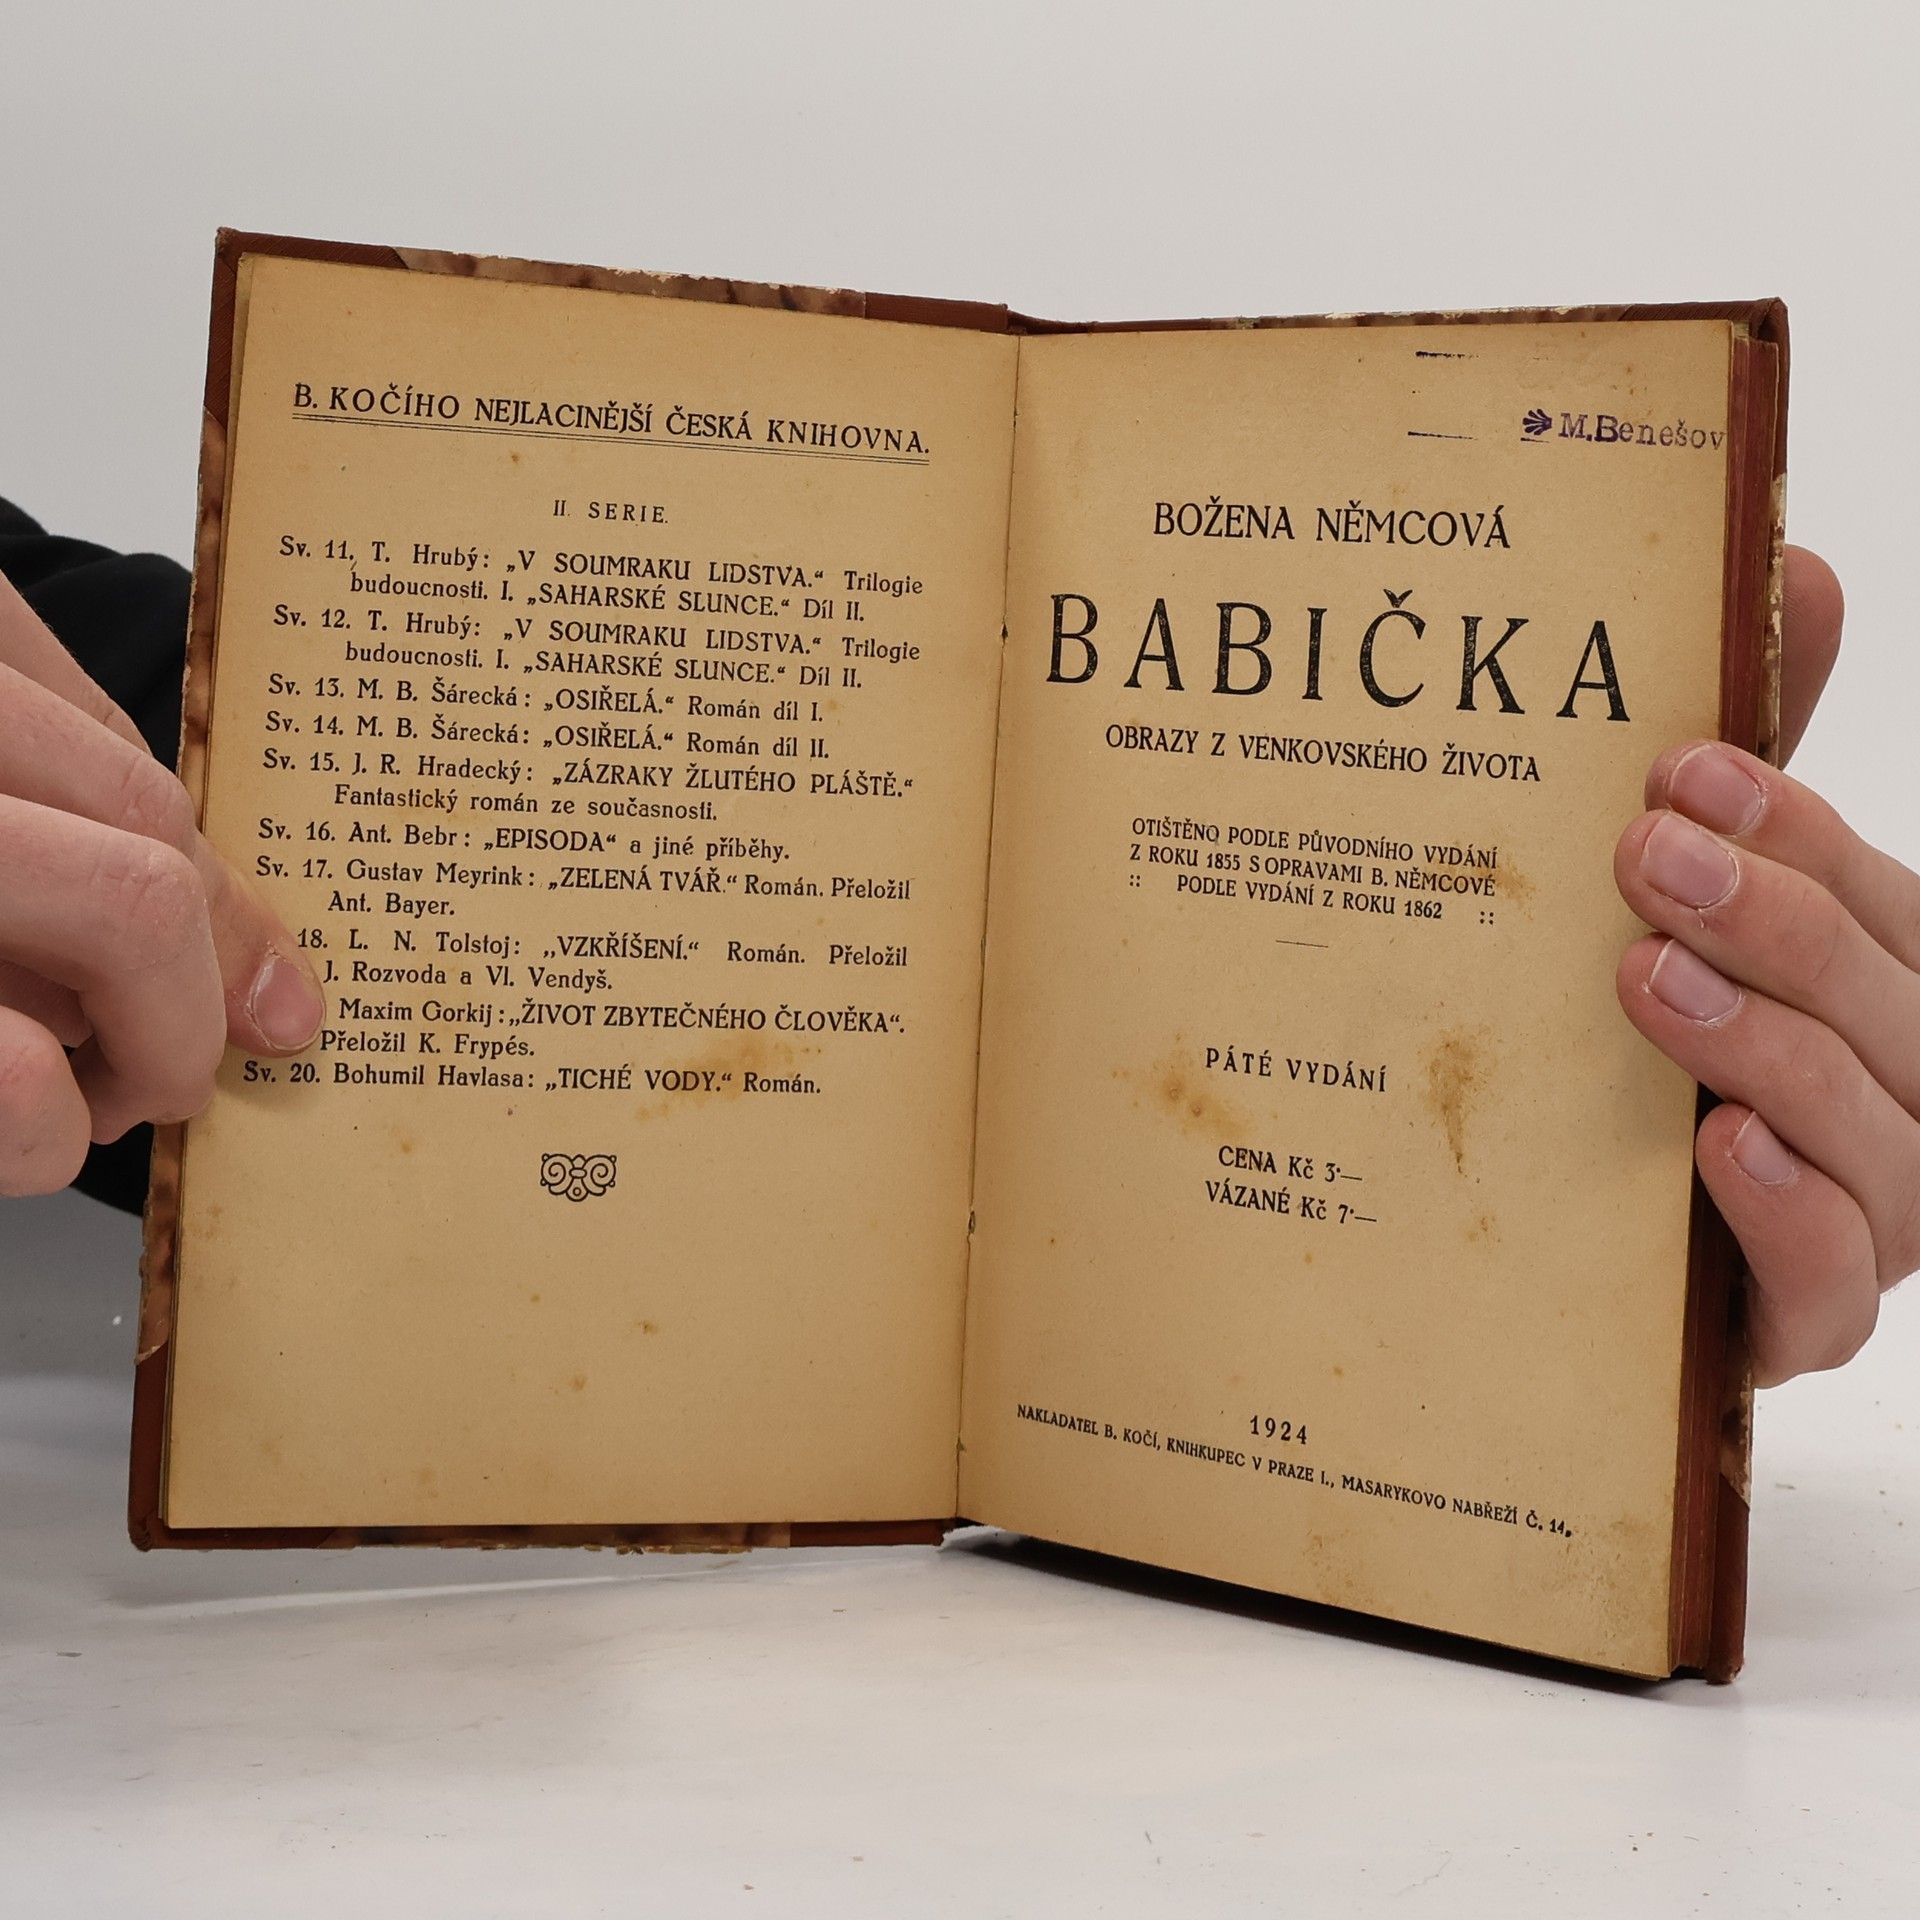 B. KOČÍHO NEJLACINĚJŠÍ ČESKÁ KNIHOVNA.
II. SERIE.
Sv. 11. T. Hrubý: „V SOUMRAKU LIDSTVA.“ Trilogie
budoucnosti. I. „SAHARSKÉ SLUNCE.“ Díl II.
Sv. 12. T. Hrubý: „V SOUMRAKU LIDSTVA.“ Trilogie
budoucnosti. I. „SAHARSKÉ SLUNCE.“ Díl II.
Sv. 13. M. B. Šárecká: „OSIŘELÁ.“ Román díl I.
Sv. 14. M. B. Šárecká: „OSIŘELÁ.“ Román díl II.
Sv. 15. J. R. Hradecký: „ZÁZRAKY ŽLUTÉHO PLÁŠTĚ.“
Fantastický román ze současnosti.
Sv. 16. Ant. Bebr: „EPISODA“ a jiné příběhy.
Sv. 17. Gustav Meyrink: „ZELENÁ TVÁŘ.“ Román. Přeložil
Ant. Bayer.
18. L. N. Tolstoj: „VZKŘÍŠENÍ.“ Román. Přeložil
J. Rozvoda a Vl. Vendyš.
Maxim Gorkij: „ŽIVOT ZBYTEČNÉHO ČLOVĚKA“.
Přeložil K. Frypés.
Sv. 20. Bohumil Havlasa: „TICHÉ VODY.“ Román.
M.Benešov
BOŽENA NĚMCOVÁ
BABIČKA
OBRAZY Z VENKOVSKÉHO ŽIVOTA
OTIŠTĚNO PODLE PŮVODNÍHO VYDÁNÍ
Z ROKU 1855 S OPRAVAMI B. NĚMCOVÉ
:: PODLE VYDÁNÍ Z ROKU 1862 ::
PÁTÉ VYDÁNÍ
CENA Kč 3·—
VÁZANÉ Kč 7·—
1924
NAKLADATEL B. KOČÍ, KNIHKUPEC V PRAZE I., MASARYKOVO NABŘEŽÍ Č. 14.